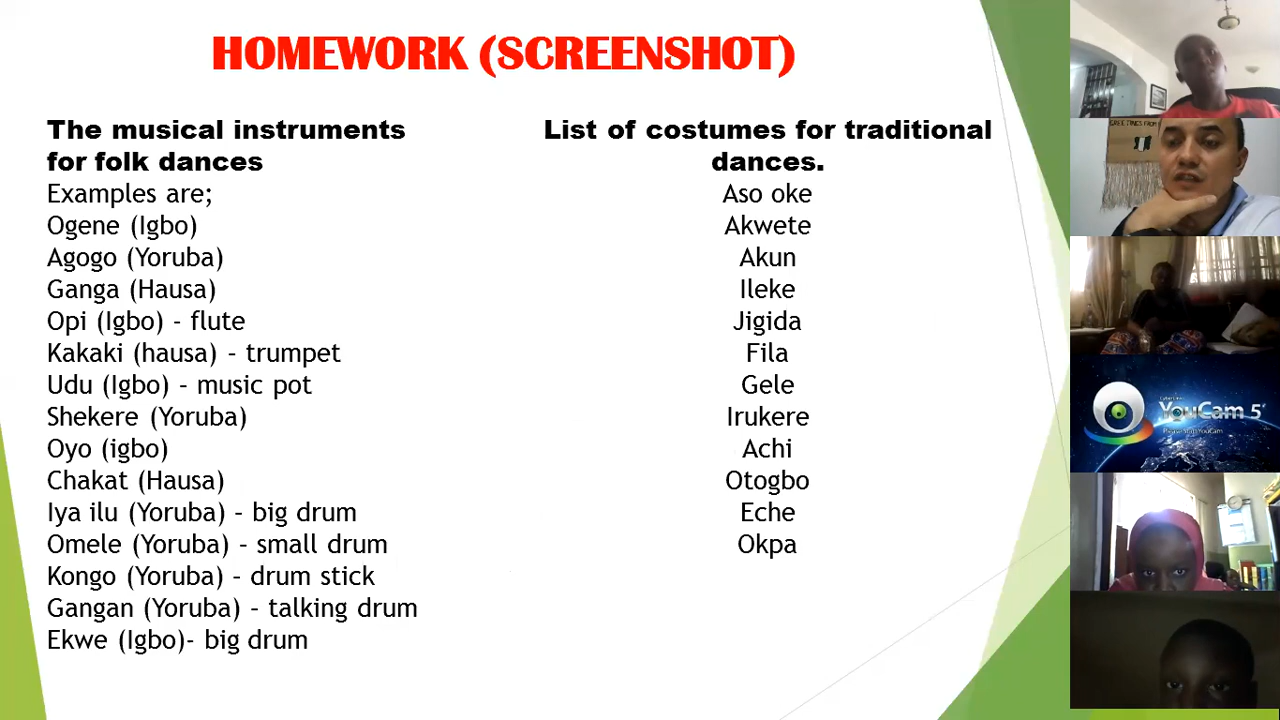 HOMEWORK (SCREENSHOT)
The musical instruments
for folk dances
Examples are;
Ogene (Igbo)
Agogo (Yoruba)
Ganga (Hausa)
Opi (Igbo) - flute
Kakaki (hausa) – trumpet
Udu (Igbo) – music pot
Shekere (Yoruba)
Oyo (igbo)
Chakat (Hausa)
Iya ilu (Yoruba) – big drum
Omele (Yoruba) – small drum
Kongo (Yoruba) – drum stick
Gangan (Yoruba) – talking drum
Ekwe (Igbo)- big drum
List of costumes for traditional
dances.
Aso oke
Akwete
Akun
Ileke
Jigida
Fila
Gele
Irukere
Achi
Otogbo
Eche
Okpa
GREETINGS FROM
YouCam 5